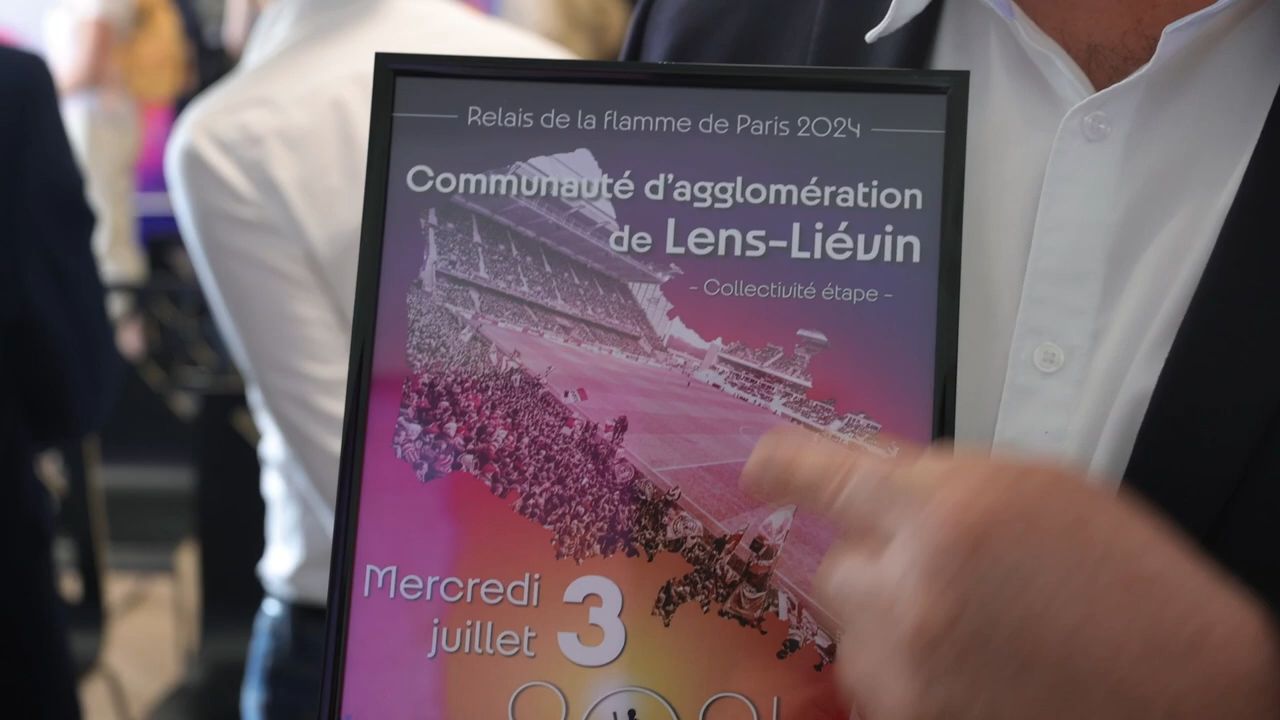 Relais de la flamme de Paris 2024
Communauté d'agglomération
de Lens-Liévin
- Collectivité étape -
Mercredi 3
juillet